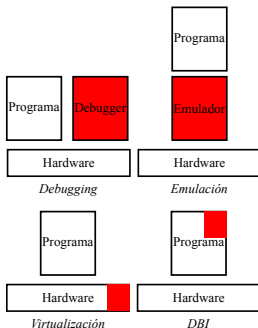 Programa
Programa Debugger Emulador
Hardware Hardware
Debugging Emulación
Programa Programa
Hardware Hardware
Virtualización DBI